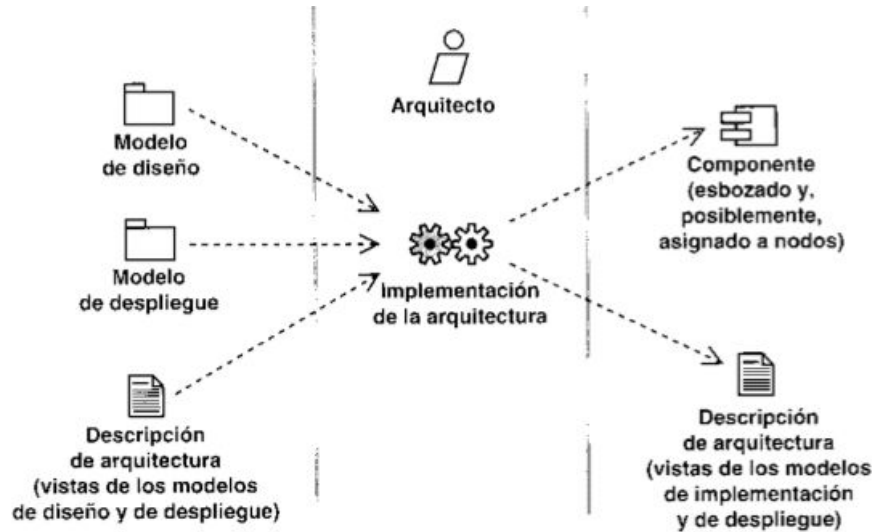 Arquitecto
Modelo
de diseño
Modelo
de despliegue
Descripción
de arquitectura
(vistas de los modelos
de diseño y de despliegue)
Implementación
de la arquitectura
Componente
(esbozado y,
posiblemente,
asignado a nodos)
Descripción
de arquitectura
(vistas de los modelos
de implementación
y de despliegue)